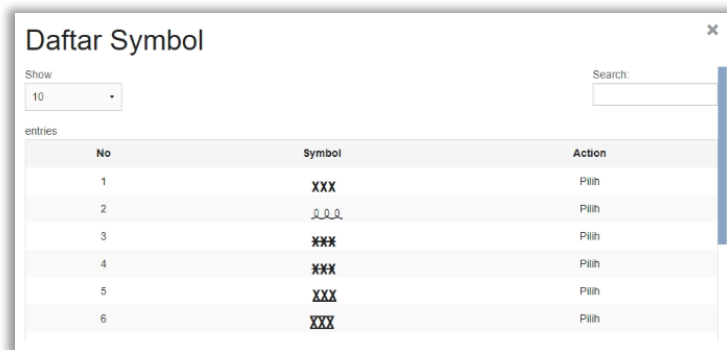 Daftar Symbol
×
Show
Search:
10
entries
No Symbol Action
1 XXX Pilih
2 Pilih
3 XXX Pilih
4 XXX Pilih
5 XXX Pilih
6 XXX Pilih